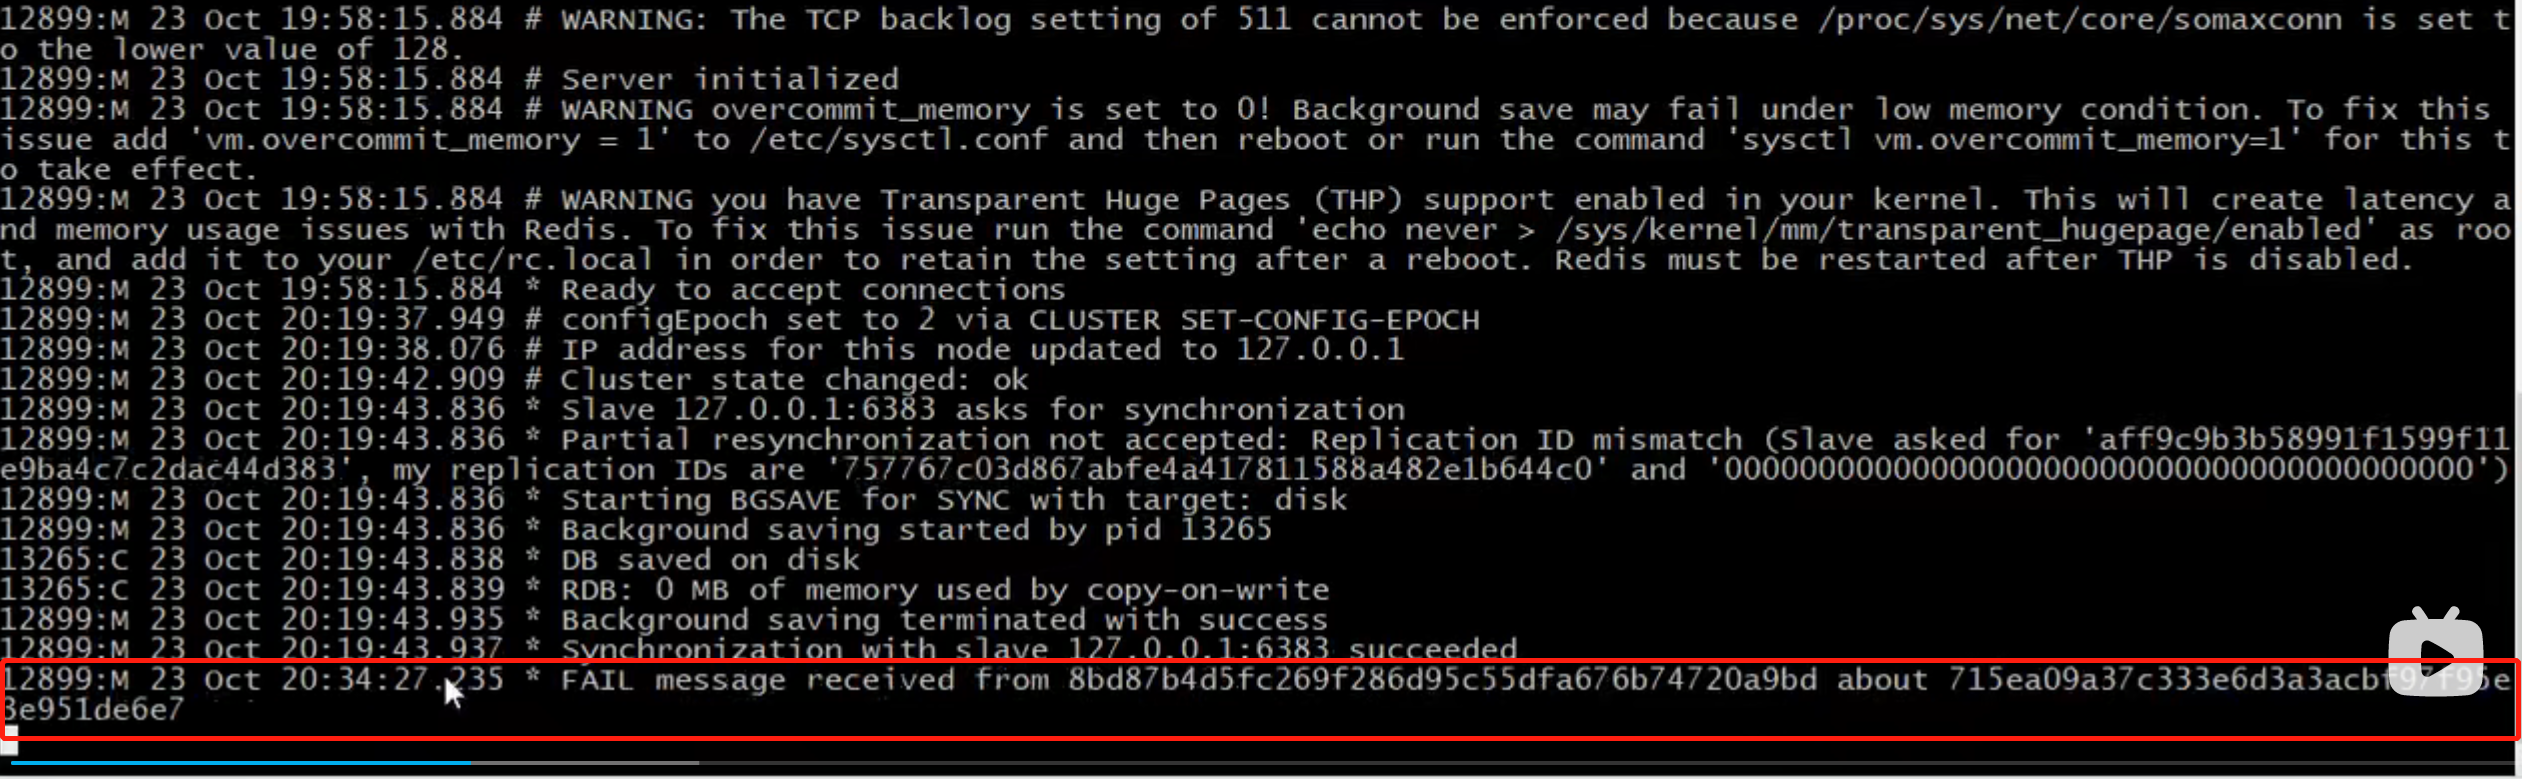 12899:M 23 Oct 19:58:15.884 # WARNING: The TCP backlog setting of 511 cannot be enforced because /proc/sys/net/core/somaxconn is set t
o the lower value of 128.
12899:M 23 Oct 19:58:15.884 # Server initialized
12899:M 23 Oct 19:58:15.884 # WARNING overcommit_memory is set to 0! Background save may fail under low memory condition. To fix this
issue add 'vm.overcommit_memory = 1' to /etc/sysctl.conf and then reboot or run the command 'sysctl vm.overcommit_memory=1' for this t
o take effect.
12899:M 23 Oct 19:58:15.884 # WARNING you have Transparent Huge Pages (THP) support enabled in your kernel. This will create latency a
nd memory usage issues with Redis. To fix this issue run the command 'echo never > /sys/kernel/mm/transparent_hugepage/enabled' as roo
t, and add it to your /etc/rc.local in order to retain the setting after a reboot. Redis must be restarted after THP is disabled.
12899:M 23 Oct 19:58:15.884 * Ready to accept connections
12899:M 23 Oct 20:19:37.949 # configEpoch set to 2 via CLUSTER SET-CONFIG-EPOCH
12899:M 23 Oct 20:19:38.076 # IP address for this node updated to 127.0.0.1
12899:M 23 Oct 20:19:42.909 # Cluster state changed: ok
12899:M 23 Oct 20:19:43.836 * Slave 127.0.0.1:6383 asks for synchronization
12899:M 23 Oct 20:19:43.836 * Partial resynchronization not accepted: Replication ID mismatch (Slave asked for 'aff9c9b3b58991f1599f11
e9ba4c7c2dac44d383', my replication IDs are '757767c03d867abfe4a417811588a482e1b644c0' and '0000000000000000000000000000000000000000')
12899:M 23 Oct 20:19:43.836 * Starting BGSAVE for SYNC with target: disk
12899:M 23 Oct 20:19:43.836 * Background saving started by pid 13265
13265:C 23 Oct 20:19:43.838 * DB saved on disk
13265:C 23 Oct 20:19:43.839 * RDB: 0 MB of memory used by copy-on-write
12899:M 23 Oct 20:19:43.935 * Background saving terminated with success
12899:M 23 Oct 20:19:43.937 * Synchronization with slave 127.0.0.1:6383 succeeded
12899:M 23 Oct 20:34:27.235 * FAIL message received from 8bd87b4d5fc269f286d95c55dfa676b74720a9bd about 715ea09a37c333e6d3a3acbf97f95e
3e951de6e7